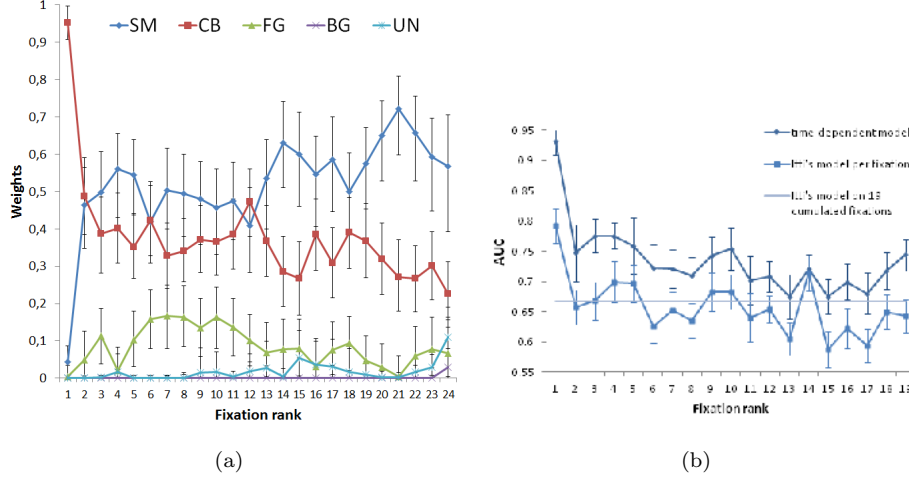 1
SM CB FG BG UN
0,9
0,8
0,7
0,6
0,5
0,4
0,3
0,2
0,1
0
Weights
1 2 3 4 5 6 7 8 9 10 11 12 13 14 15 16 17 18 19 20 21 22 23 24
Fixation rank
(a)
0.95
0.9
0.85
0.8
0.75
0.7
0.65
0.6
0.55
AUC
time-dependent model
Itti's model per fixation
Itti's model on 19
cumulated fixations
1 2 3 4 5 6 7 8 9 10 11 12 13 14 15 16 17 18 19
Fixation rank
(b)